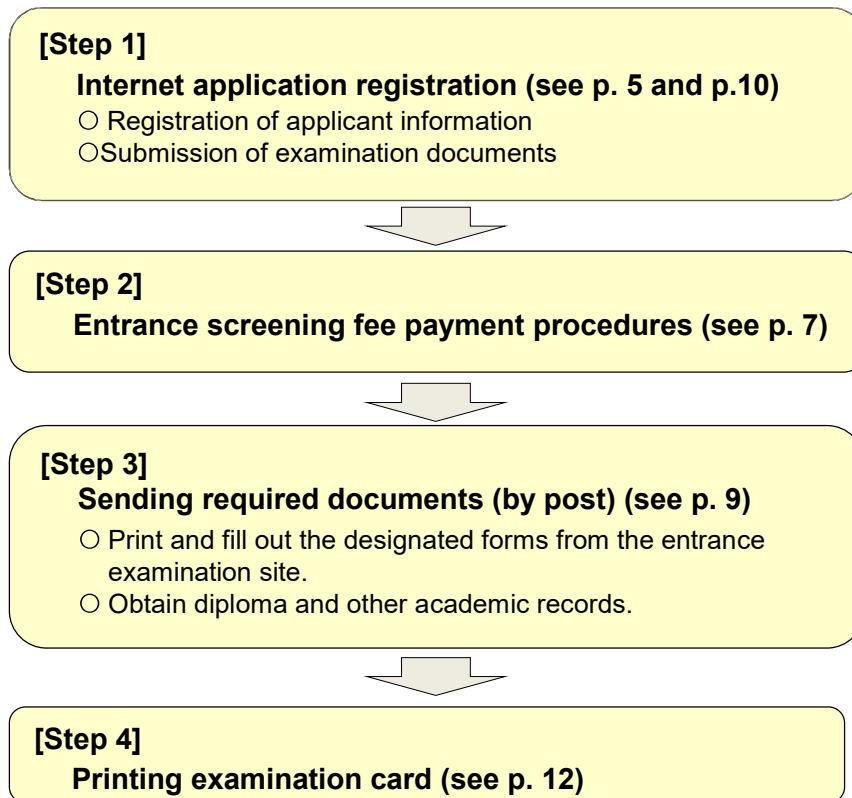 [Step 1]
Internet application registration (see p. 5 and p.10)
○ Registration of applicant information
○Submission of examination documents
[Step 2]
Entrance screening fee payment procedures (see p. 7)
[Step 3]
Sending required documents (by post) (see p. 9)
○ Print and fill out the designated forms from the entrance
examination site.
○ Obtain diploma and other academic records.
[Step 4]
Printing examination card (see p. 12)